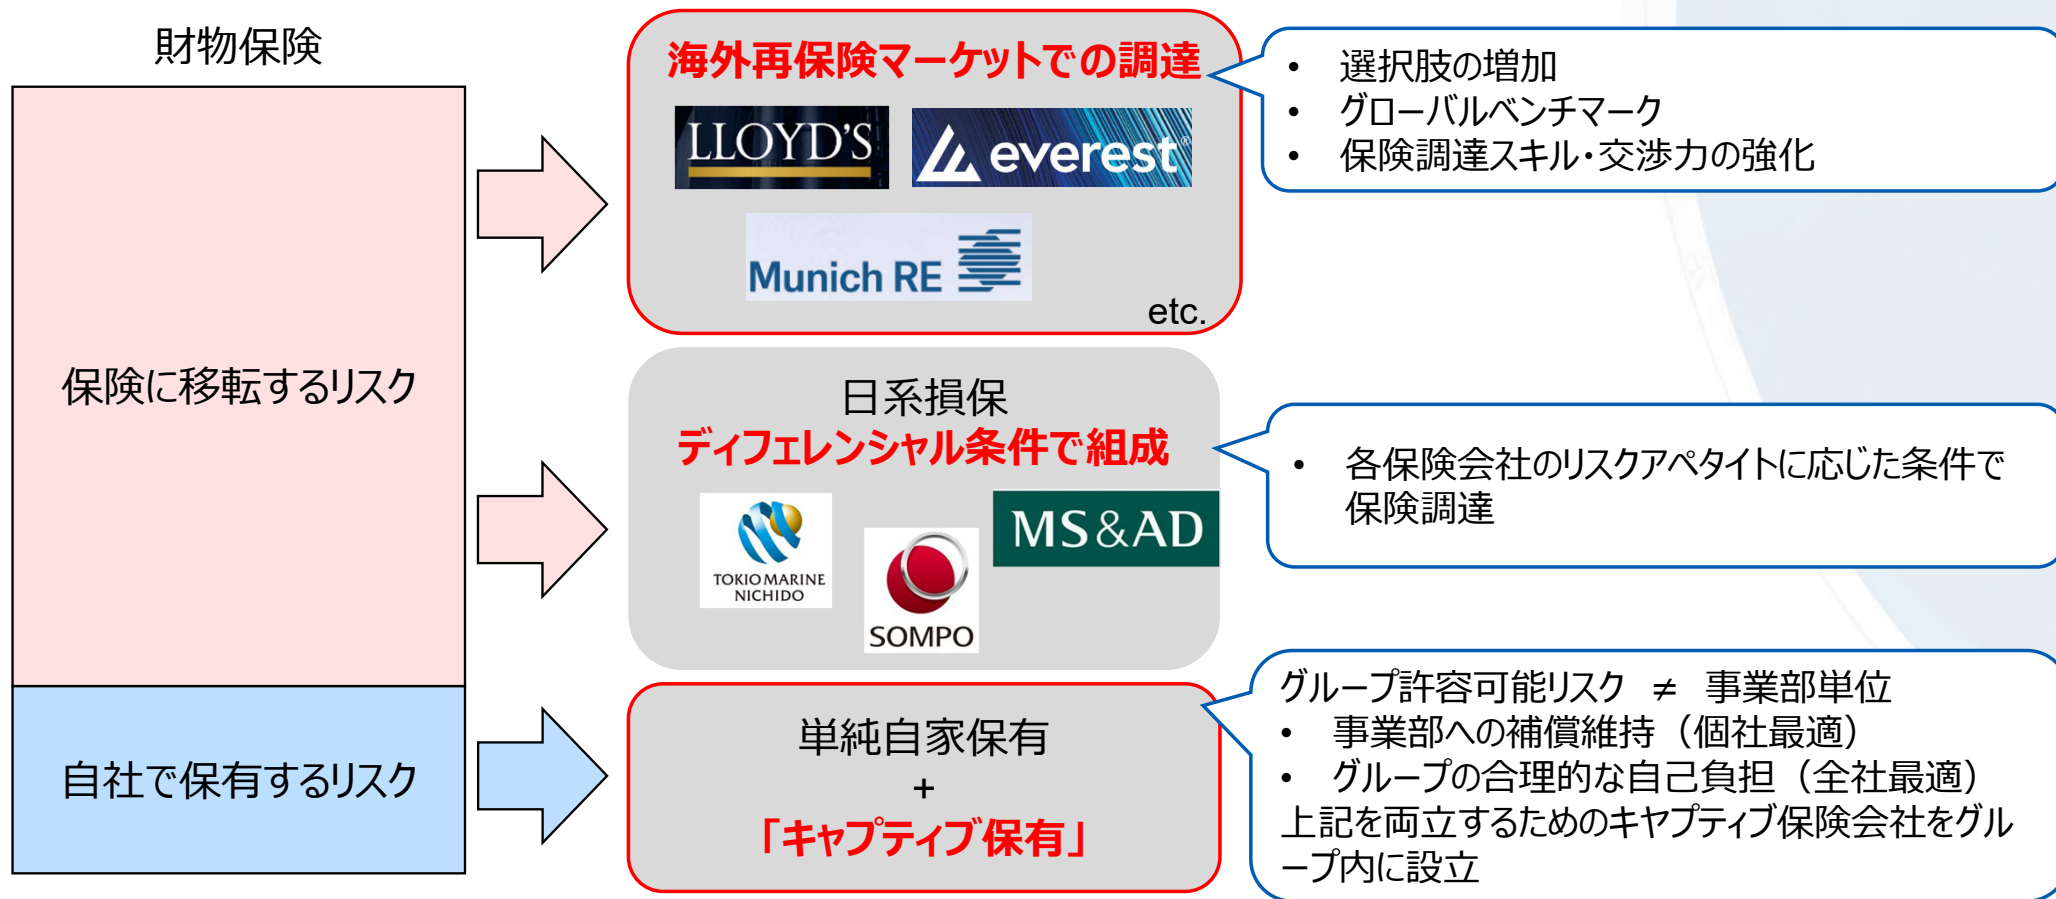 財物保険
保険に移転するリスク
自社で保有するリスク
海外再保険マーケットでの調達
LLOYD'S
everest®
Munich RE
etc.
• 選択肢の増加
• グローバルベンチマーク
• 保険調達スキル・交渉力の強化
日系損保
ディフェレンシャル条件で組成
TOKIO MARINE
NICHIDO
SOMPO
MS&AD
• 各保険会社のリスクアペタイトに応じた条件で
保険調達
単純自家保有
+
「キャプティブ保有」
グループ許容可能リスク ≠ 事業部単位
• 事業部への補償維持（個社最適）
• グループの合理的な自己負担（全社最適）
上記を両立するためのキヤプティブ保険会社をグル
ープ内に設立